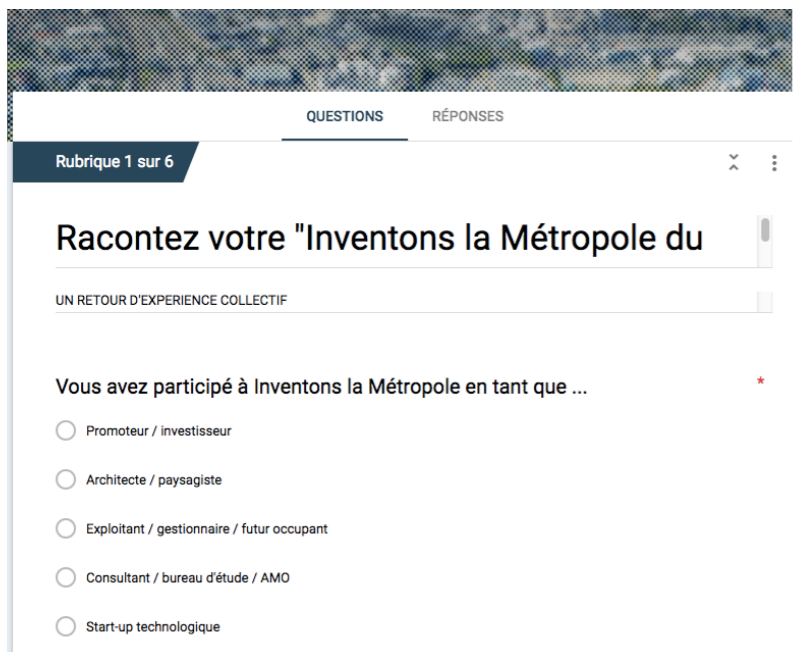 QUESTIONS RÉPONSES
Rubrique 1 sur 6
Racontez votre "Inventons la Métropole du
UN RETOUR D'EXPERIENCE COLLECTIF
Vous avez participé à Inventons la Métropole en tant que ... *
Promoteur / investisseur
Architecte / paysagiste
Exploitant / gestionnaire / futur occupant
Consultant / bureau d'étude / AMO
Start-up technologique